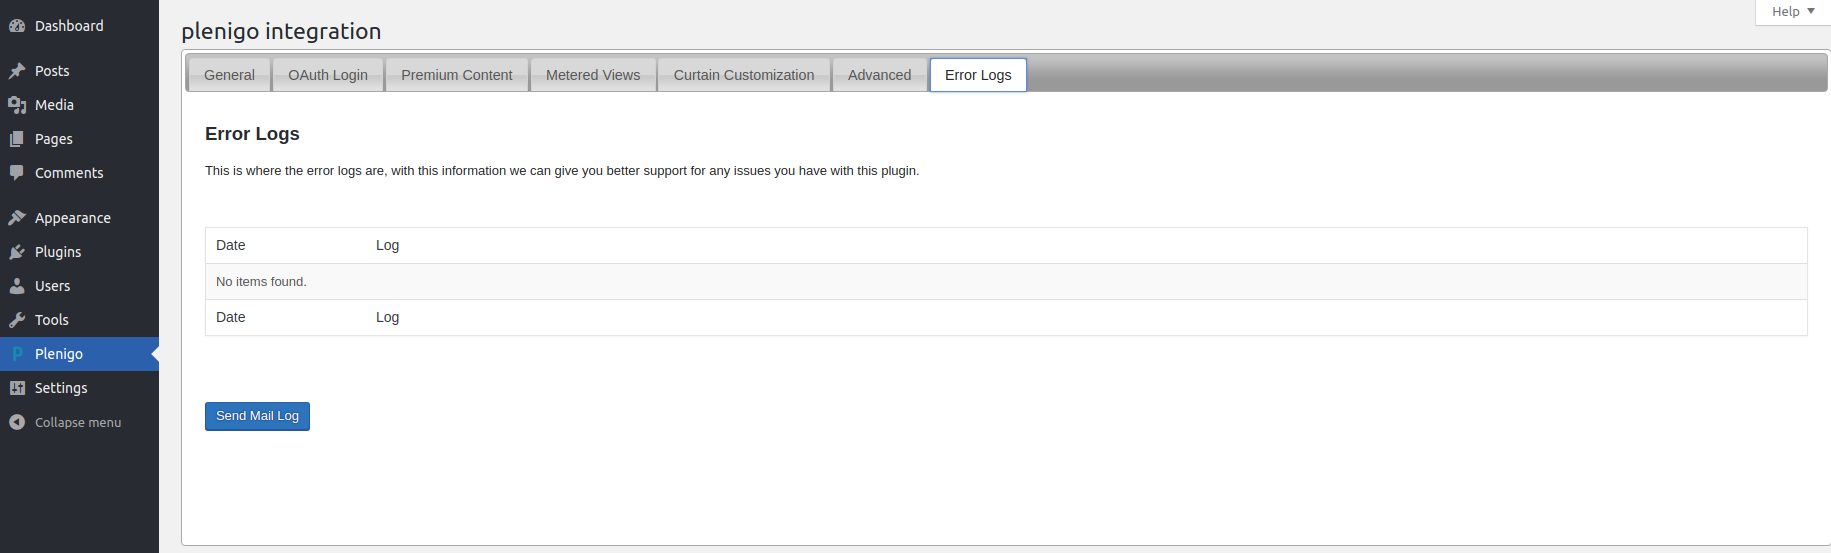 Dashboard
Posts
Media
Pages
Comments
Appearance
Plugins
Users
Tools
P Plenigo
Settings
Collapse menu
Help
plenigo integration
General OAuth Login Premium Content Metered Views Curtain Customization Advanced Error Logs
Error Logs
This is where the error logs are, with this information we can give you better support for any issues you have with this plugin.
Date Log
No items found.
Date Log
Send Mail Log